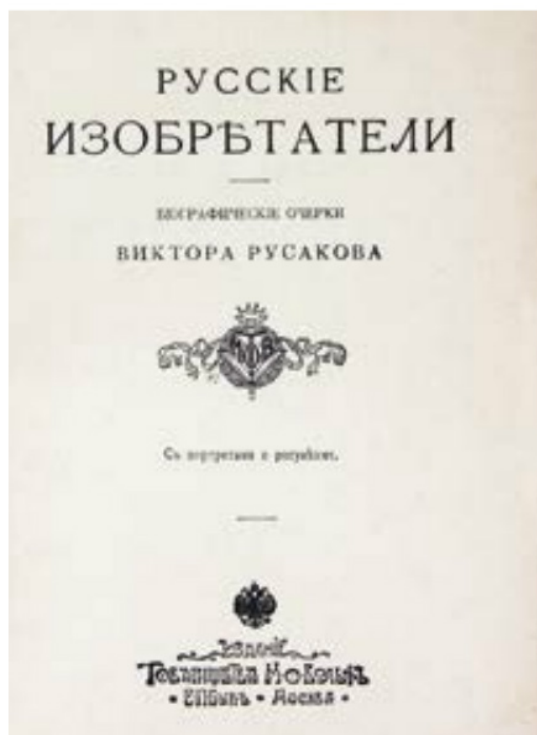 РУССКІЕ
ИЗОБРѢТАТЕЛИ
БІОГРАФИЧЕСКІЕ ОЧЕРКИ
ВИКТОРА РУСАКОВА
Съ портретами и рисунками.
ИЗДАНІЕ
ТОВАРИЩЕСТВА М•О•ВОЛЬФЪ
С.ПЕТЕРБУРГЪ • МОСКВА •